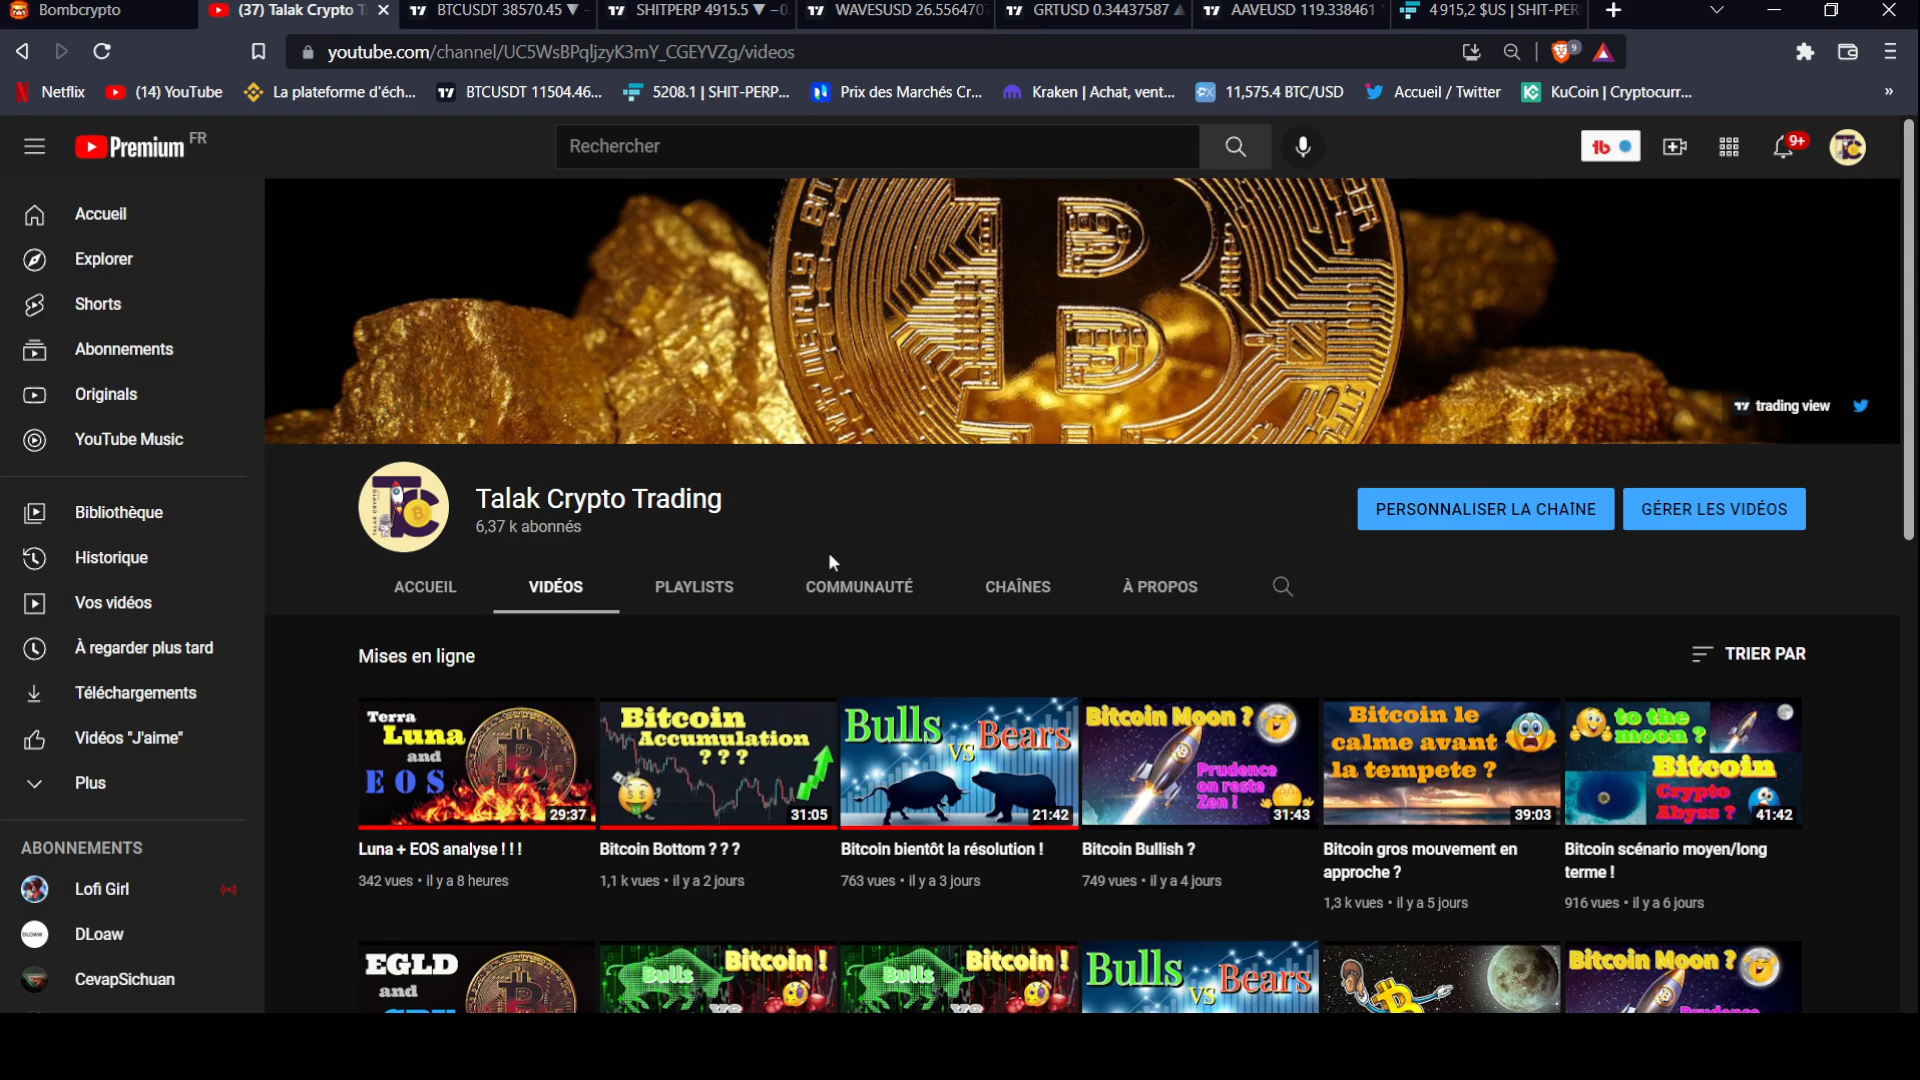 Bombcrypto
(37) Talak Crypto T
BTCUSDT 38570.45 ▼ −
SHITPERP 4915.5 ▼ −0.
WAVESUSD 26.5564707
GRTUSD 0.34437587 ▲
AAVEUSD 119.338461
4 915,2 $US | SHIT-PER
youtube.com/channel/UC5WsBPqljzyK3mY_CGEYVZg/videos
9
Netflix
(14) YouTube
La plateforme d'éch...
BTCUSDT 11504.46...
5208.1 | SHIT-PERP...
Prix des Marchés Cr...
Kraken | Achat, vent...
11,575.4 BTC/USD
Accueil / Twitter
KuCoin | Cryptocurr...
»
Premium FR
Rechercher
9+
Accueil
Explorer
Shorts
Abonnements
Originals
YouTube Music
Bibliothèque
Historique
Vos vidéos
À regarder plus tard
Téléchargements
Vidéos "J'aime"
Plus
ABONNEMENTS
Lofi Girl
DLoaw
CevapSichuan
trading view
Talak Crypto Trading
6,37 k abonnés
PERSONNALISER LA CHAÎNE
GÉRER LES VIDÉOS
ACCUEIL
VIDÉOS
PLAYLISTS
COMMUNAUTÉ
CHAÎNES
À PROPOS
Mises en ligne
TRIER PAR
Terra
Luna
and
EOS
29:37
Luna + EOS analyse ! ! !
342 vues • il y a 8 heures
Bitcoin
Accumulation
? ? ?
31:05
Bitcoin Bottom ? ? ?
1,1 k vues • il y a 2 jours
Bulls
vs Bears
21:42
Bitcoin bientôt la résolution !
763 vues • il y a 3 jours
Bitcoin Moon ?
Prudence
on reste
Zen !
31:43
Bitcoin Bullish ?
749 vues • il y a 4 jours
Bitcoin le
calme avant
la tempete ?
39:03
Bitcoin gros mouvement en
approche ?
1,3 k vues • il y a 5 jours
to the
moon ?
Bitcoin
Crypto
Abyss ?
41:42
Bitcoin scénario moyen/long
terme !
916 vues • il y a 6 jours
EGLD
and
Bulls
Bitcoin !
vs
Bulls
Bitcoin !
vs
Bulls
vs Bears
Bitcoin Moon ?
Prudence